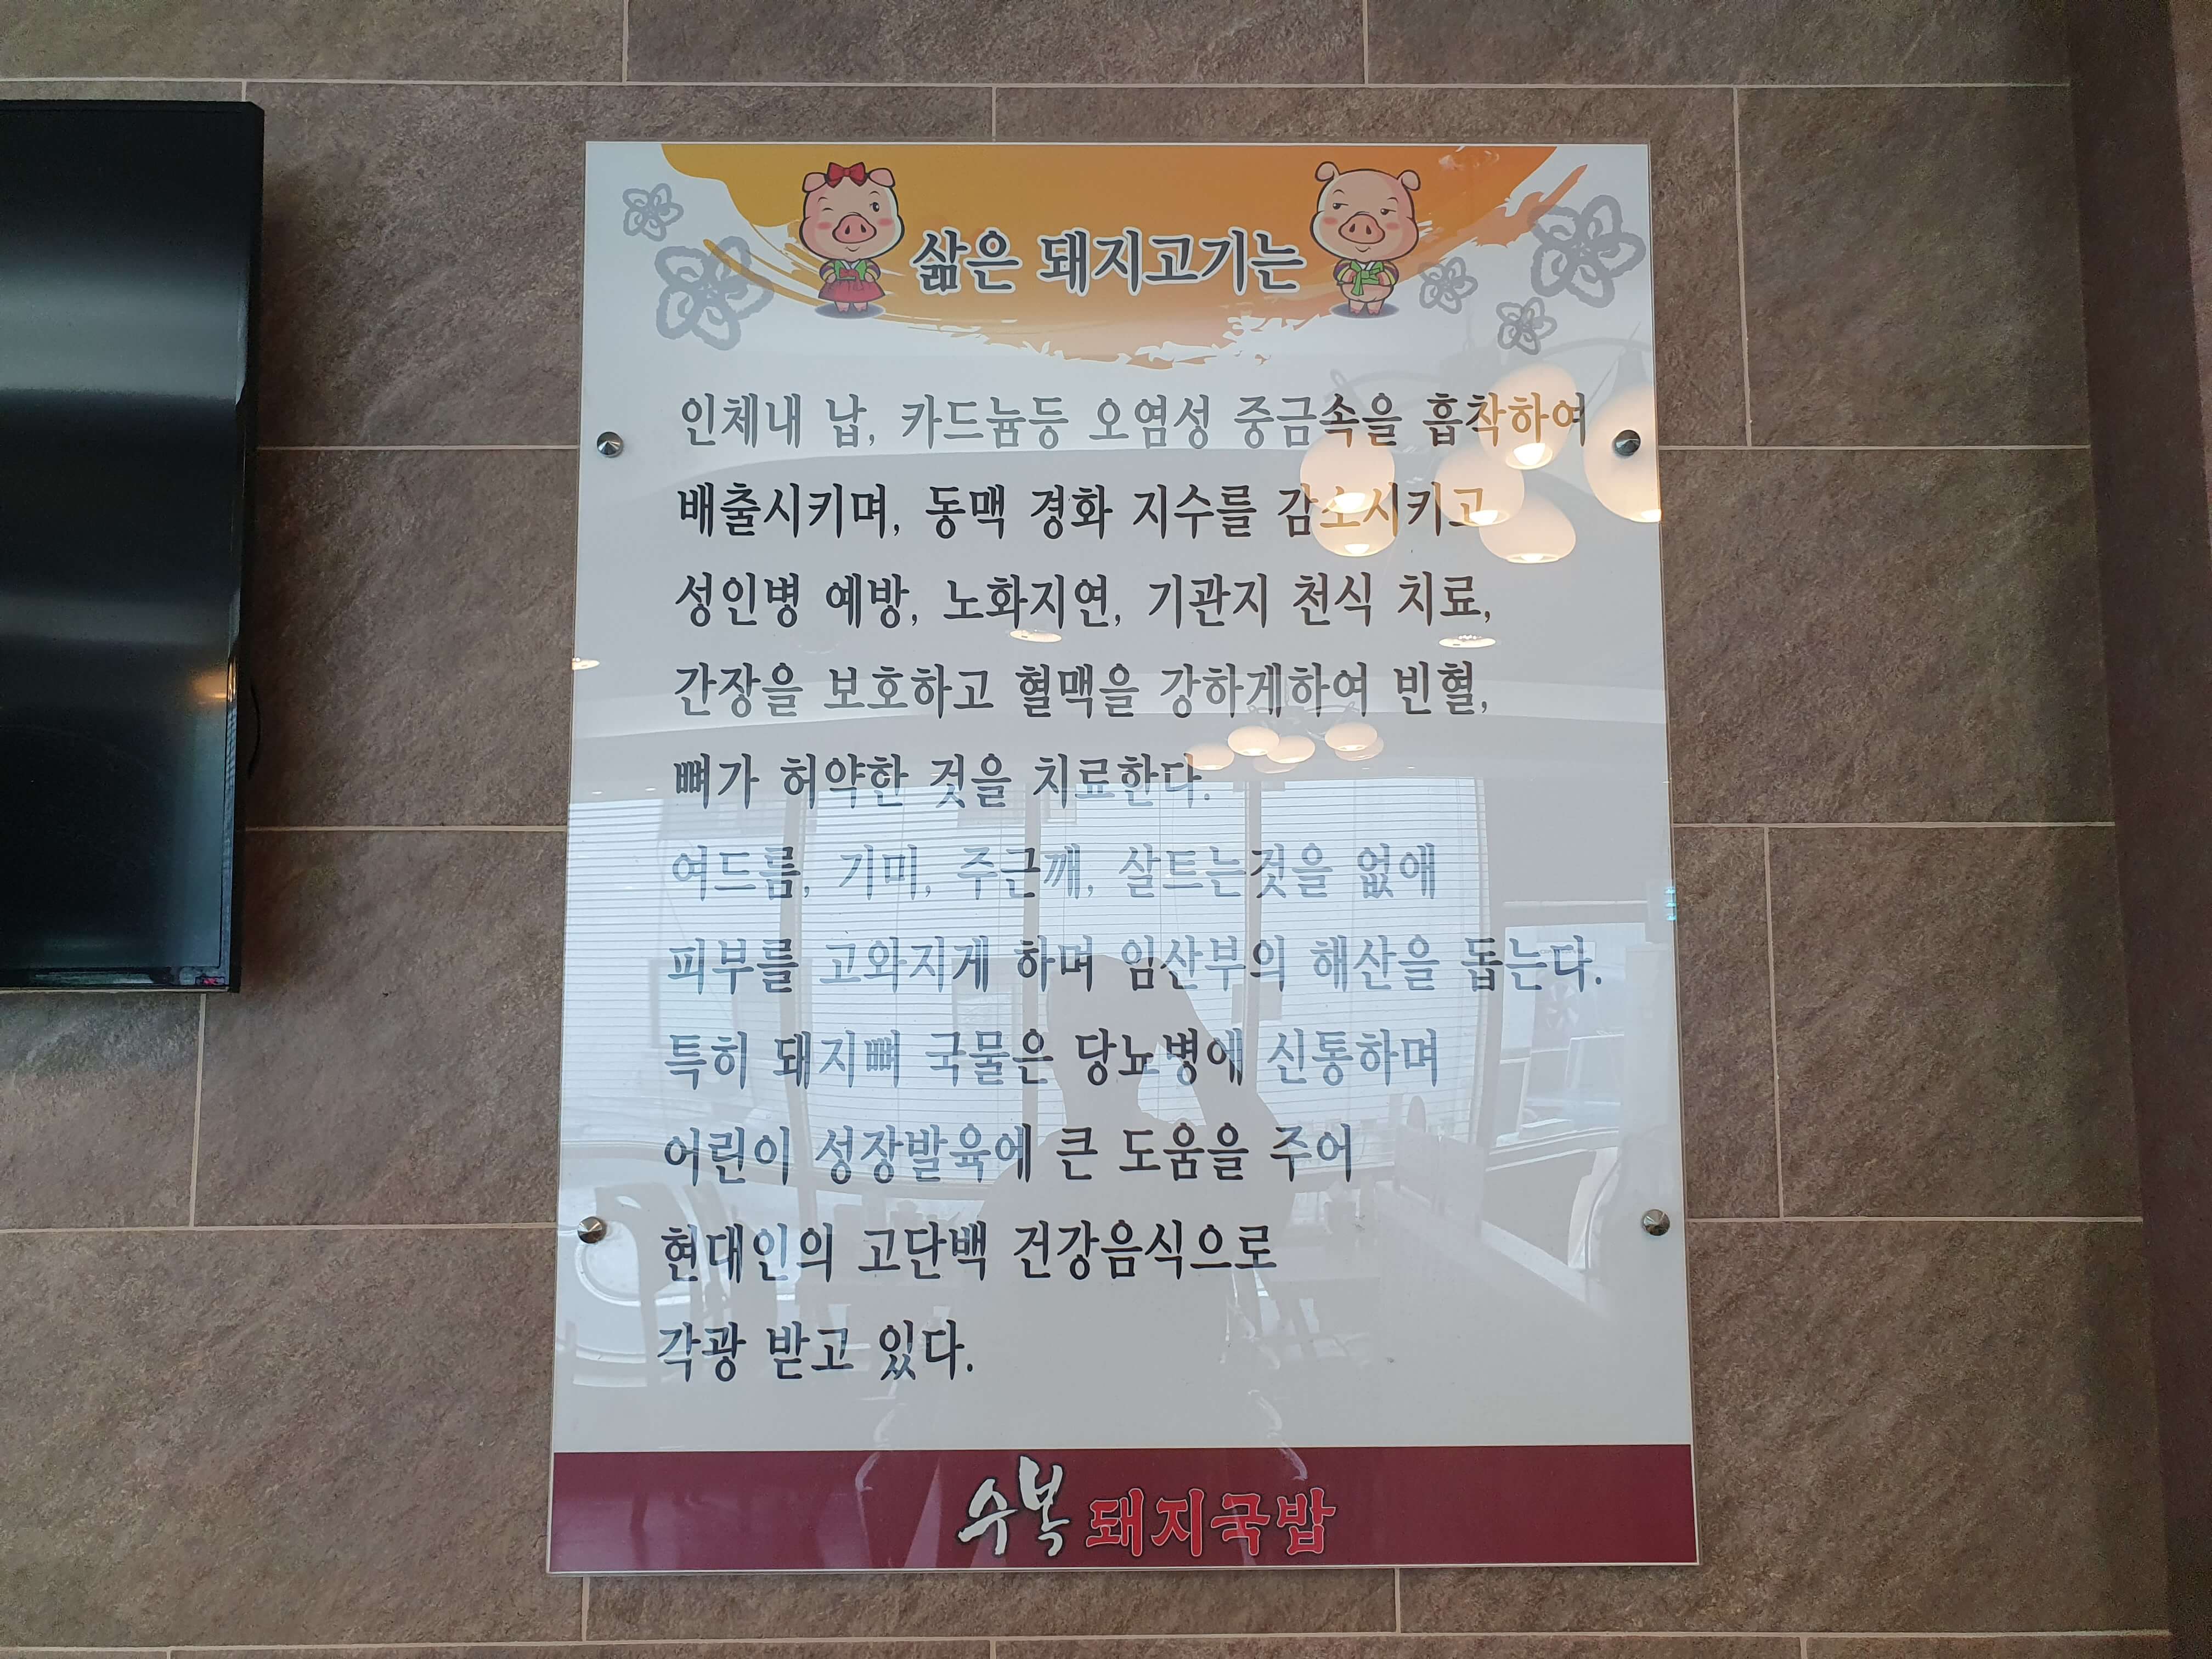 삶은 돼지고기는
인체내 납, 카드늄등 오염성 중금속을 흡착하여
배출시키며, 동맥 경화 지수를 감소시키고
성인병 예방, 노화지연, 기관지 천식 치료,
간장을 보호하고 혈맥을 강하게하여 빈혈,
뼈가 허약한 것을 치료한다.
여드름, 기미, 주근깨, 살트는것을 없애
피부를 고와지게 하며 임산부의 해산을 돕는다.
특히 돼지뼈 국물은 당뇨병에 신통하며
어린이 성장발육에 큰 도움을 주어
현대인의 고단백 건강음식으로
각광 받고 있다.
수복 돼지국밥